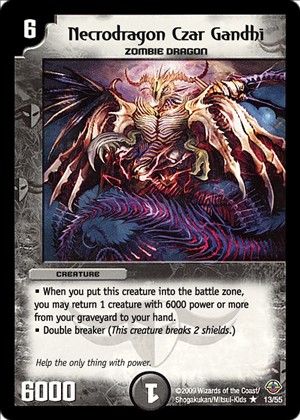 6 Necrodragon Czar Gandhi
ZOMBIE DRAGON
CREATURE
▪ When you put this creature into the battle zone,
you may return 1 creature with 6000 power or more
from your graveyard to your hand.
▪ Double breaker (This creature breaks 2 shields.)
Help the only thing with power.
6000
1
©2009 Wizards of the Coast/
Shogakukan/Mitsui-Kids ★ 13/55